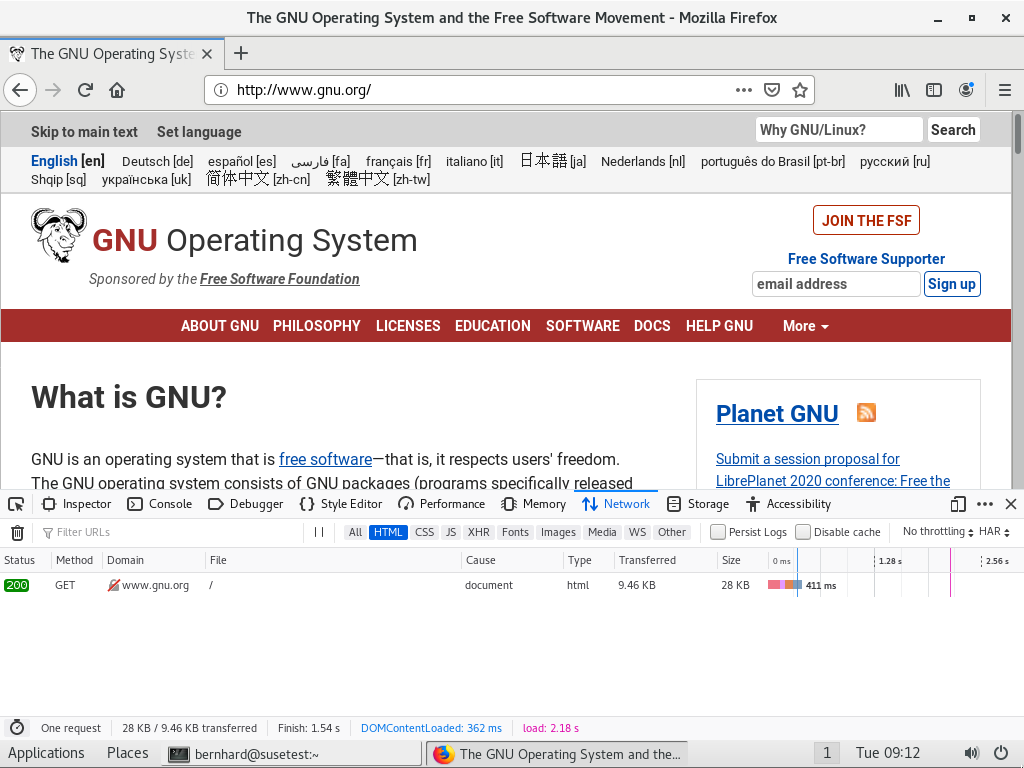 The GNU Operating System and the Free Software Movement - Mozilla Firefox
The GNU Operating Syste
http://www.gnu.org/
Skip to main text Set language Why GNU/Linux? Search
English [en] Deutsch [de] español [es] فارسی [fa] français [fr] italiano [it] 日本語 [ja] Nederlands [nl] português do Brasil [pt-br] русский [ru]
Shqip [sq] українська [uk] 简体中文 [zh-cn] 繁體中文 [zh-tw]
JOIN THE FSF
GNU Operating System
Free Software Supporter
Sponsored by the Free Software Foundation
email address Sign up
ABOUT GNU PHILOSOPHY LICENSES EDUCATION SOFTWARE DOCS HELP GNU More
What is GNU?
Planet GNU
GNU is an operating system that is free software—that is, it respects users' freedom.
Submit a session proposal for
The GNU operating system consists of GNU packages (programs specifically released
LibrePlanet 2020 conference: Free the
Inspector Console Debugger Style Editor Performance Memory Network Storage Accessibility
Filter URLs All HTML CSS JS XHR Fonts Images Media WS Other Persist Logs Disable cache No throttling HAR
Status Method Domain File Cause Type Transferred Size 0 ms 1.28 s 2.56 s
200 GET www.gnu.org / document html 9.46 KB 28 KB 411 ms
One request 28 KB / 9.46 KB transferred Finish: 1.54 s DOMContentLoaded: 362 ms load: 2.18 s
Applications Places bernhard@susetest:~ The GNU Operating System and the... 1 Tue 09:12